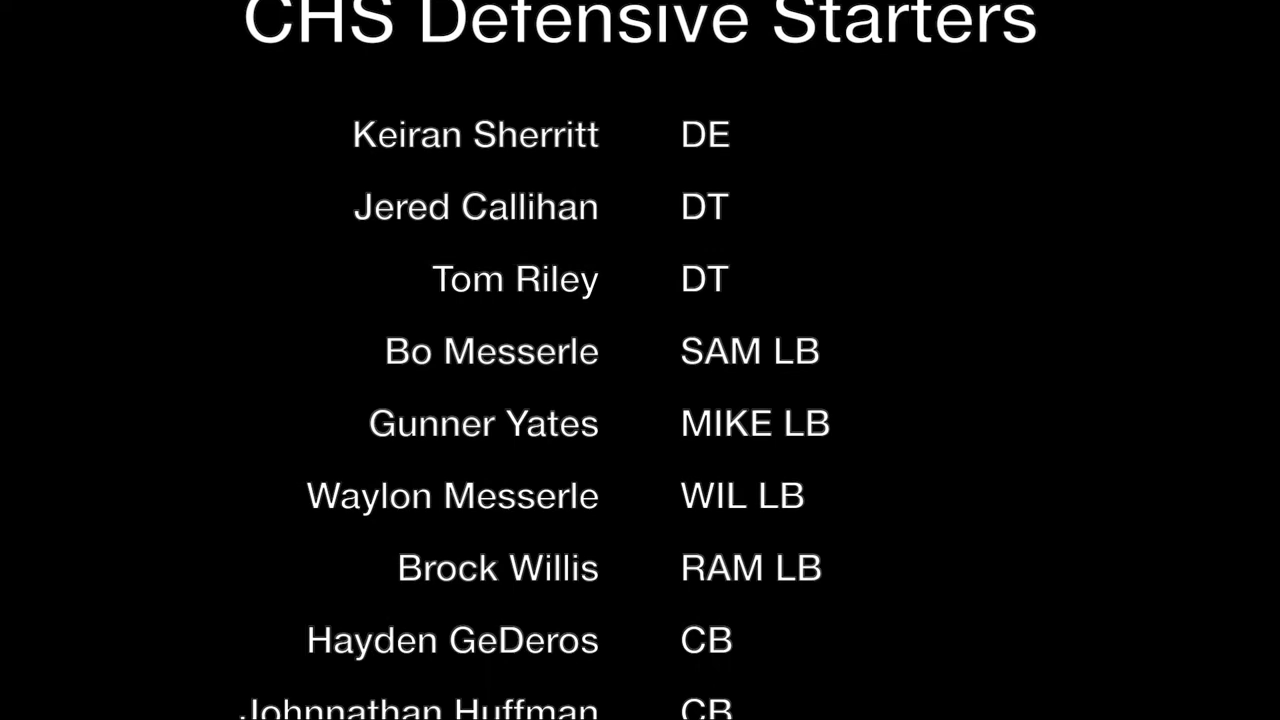 CHS Defensive Starters
Keiran Sherritt DE
Jered Callihan DT
Tom Riley DT
Bo Messerle SAM LB
Gunner Yates MIKE LB
Waylon Messerle WIL LB
Brock Willis RAM LB
Hayden GeDeros CB
Johnnathan Huffman CB